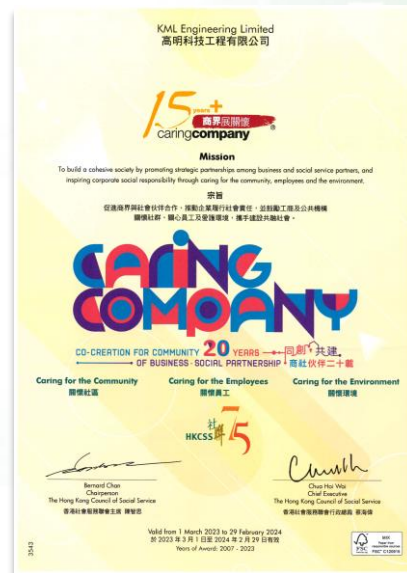 KML Engineering Limited
高明科技工程有限公司
15 years+
商界展關懷
caringcompany®
Mission
To build a cohesive society by promoting strategic partnerships among business and social service partners, and
inspiring corporate social responsibility through caring for the community, employees and the environment.
宗旨
促進商界與社會伙伴合作，推動企業履行社會責任，並鼓勵工商及公共機構
關懷社群、關心員工及愛護環境，攜手建設共融社會。
CARING
COMPANY
CO-CREATION FOR COMMUNITY 20 YEARS 同創 共建
OF BUSINESS·SOCIAL PARTNERSHIP 商社伙伴二十載
Caring for the Community Caring for the Employees Caring for the Environment
關懷社區 關懷員工 關懷環境
HKCSS 社聯 75
Bernard Chan Chua Hoi Wai
Chairperson Chief Executive
The Hong Kong Council of Social Service The Hong Kong Council of Social Service
香港社會服務聯會主席 陳智思 香港社會服務聯會行政總裁 蔡海偉
Valid from 1 March 2023 to 29 February 2024
於 2023 年 3 月 1 日至 2024 年 2 月 29 日有效
Years of Award: 2007 - 2023
3543
FSC
MIX